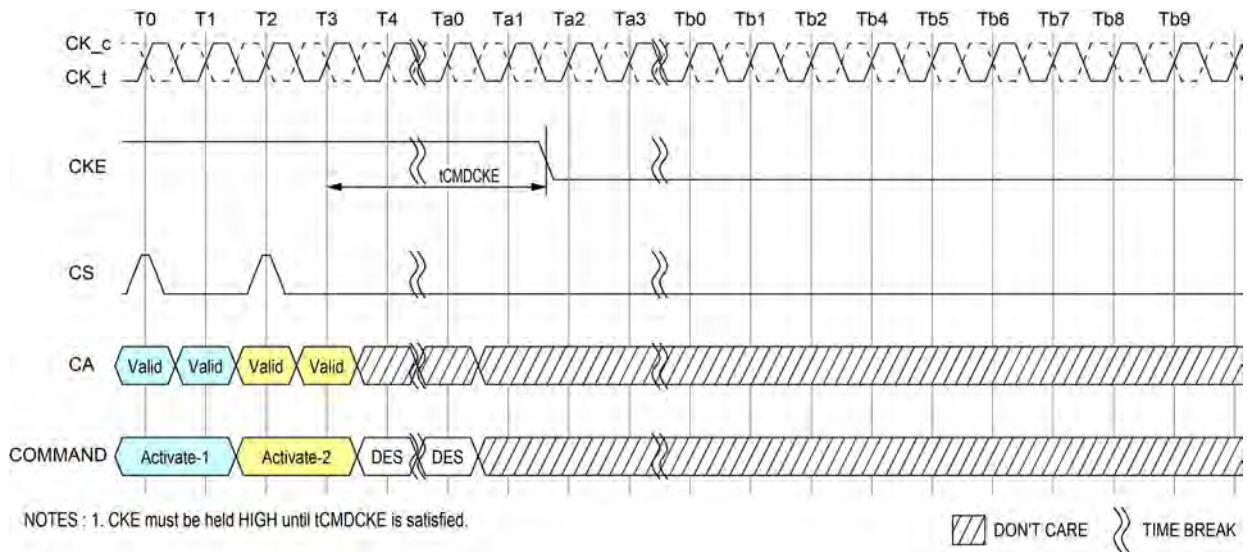 T0 T1 T2 T3 T4 Ta0 Ta1 Ta2 Ta3 Tb0 Tb1 Tb2 Tb4 Tb5 Tb6 Tb7 Tb8 Tb9
CK_c
CK_t
CKE
tCMDCKE
CS
CA Valid Valid Valid Valid
COMMAND Activate-1 Activate-2 DES DES
NOTES : 1. CKE must be held HIGH until tCMDCKE is satisfied.
DON'T CARE TIME BREAK